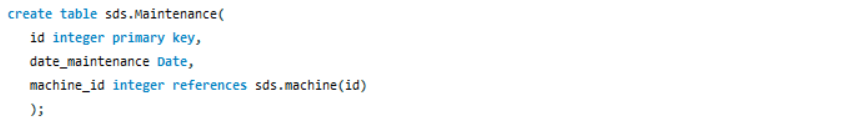 create table sds.Maintenance(
id integer primary key,
date_maintenance Date,
machine_id integer references sds.machine(id)
);